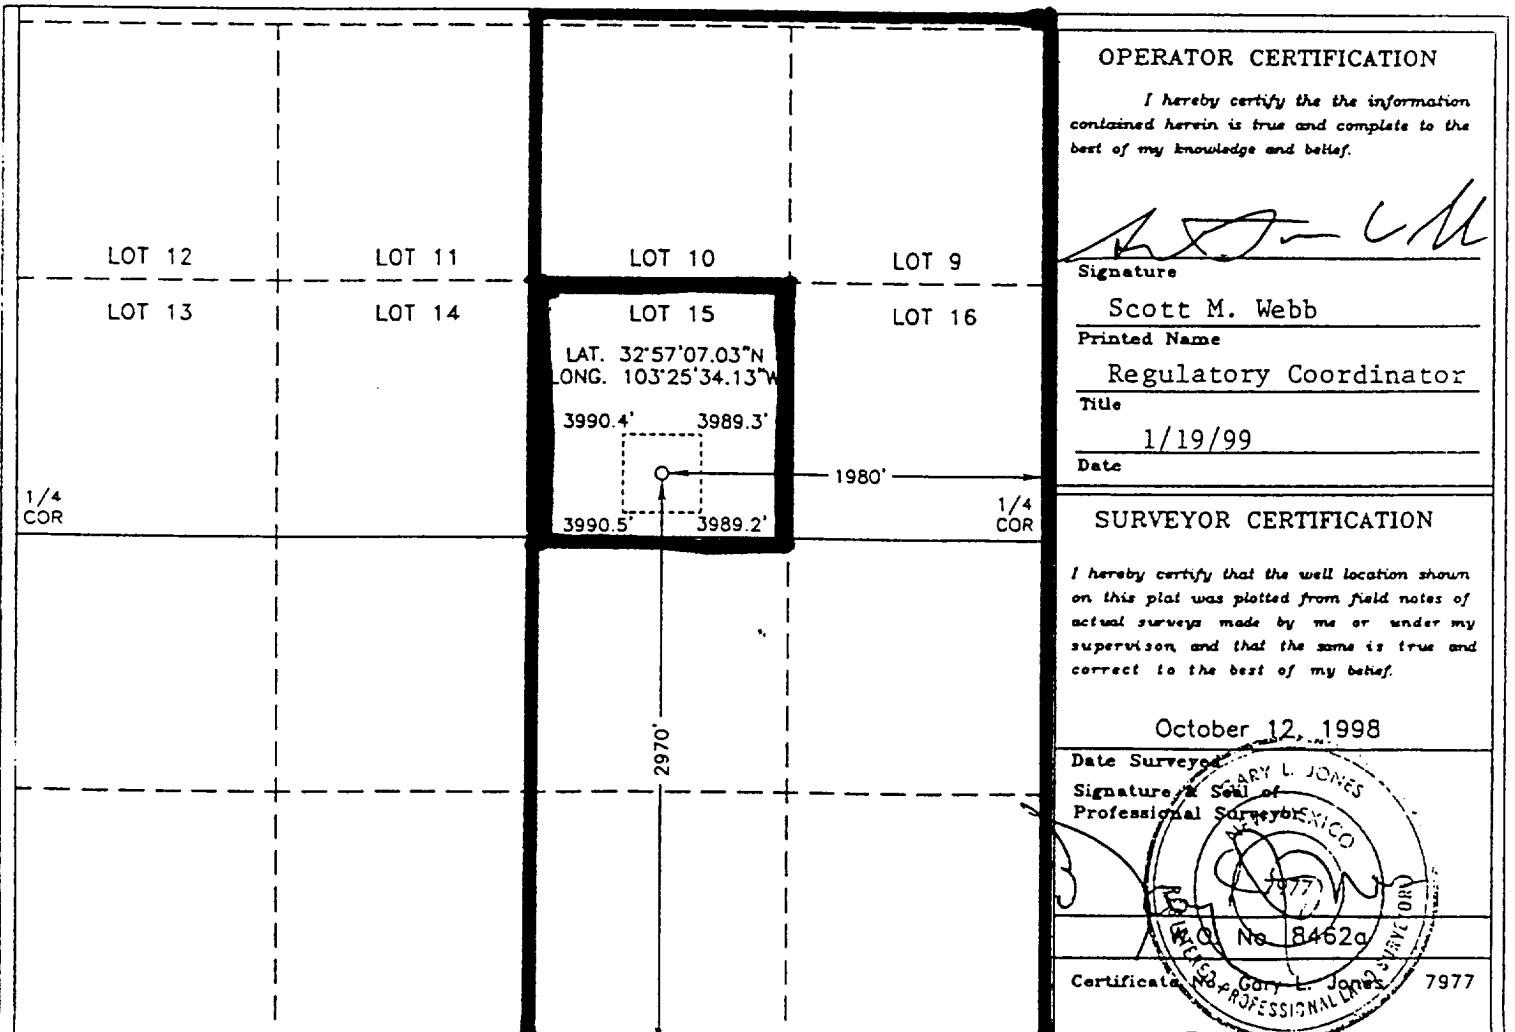 LOT 12
LOT 11
LOT 10
LOT 9
LOT 13
LOT 14
LOT 15
LOT 16
LAT. 32°57'07.03"N
LONG. 103°25'34.13"W
3990.4' 3989.3'
1980'
3990.5' 3989.2'
1/4
COR
1/4
COR
2970'
OPERATOR CERTIFICATION
I hereby certify the the information
contained herein is true and complete to the
best of my knowledge and belief.
Signature
Scott M. Webb
Printed Name
Regulatory Coordinator
Title
1/19/99
Date
SURVEYOR CERTIFICATION
I hereby certify that the well location shown
on this plat was plotted from field notes of
actual surveys made by me or under my
supervison, and that the same is true and
correct to the best of my belief.
October 12, 1998
Date Surveyed
Signature & Seal of
Professional Surveyor
GARY L. JONES
NEW MEXICO
7977
REGISTERED PROFESSIONAL LAND SURVEYOR
W.O. No. 8462a
Certificate No. Gary L. Jones 7977